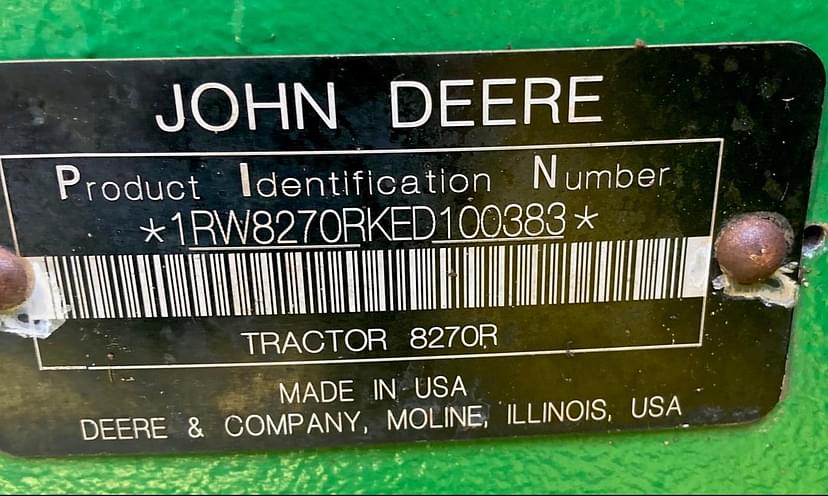 JOHN DEERE
Product Identification Number
*1RW8270RKED100383*
TRACTOR 8270R
MADE IN USA
DEERE & COMPANY, MOLINE, ILLINOIS, USA